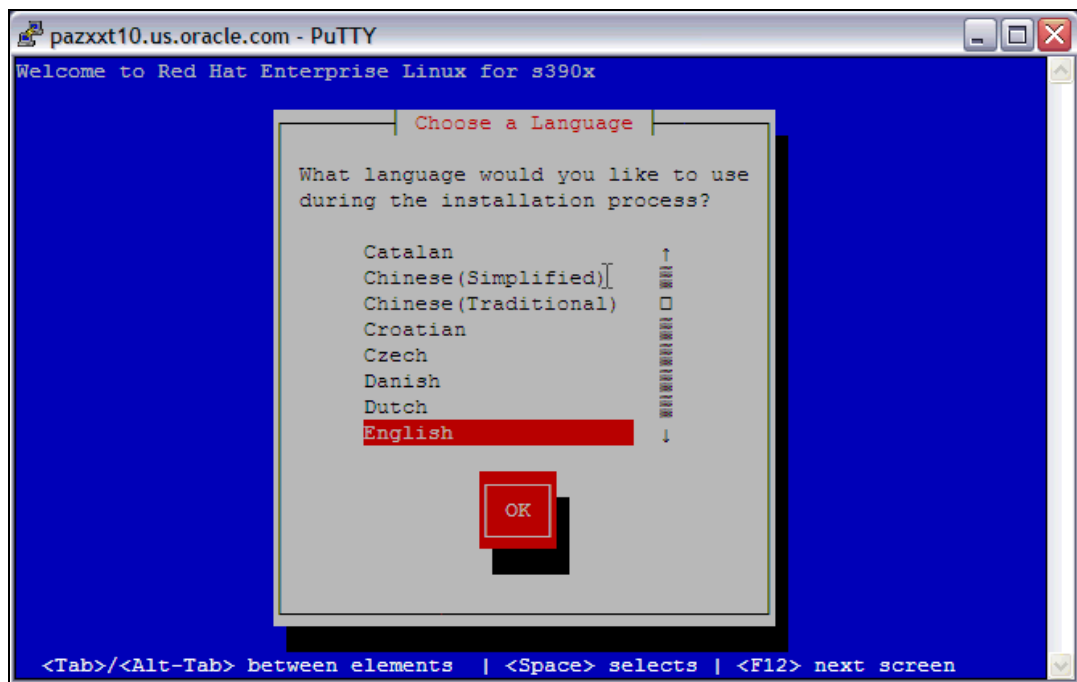 pazxxt10.us.oracle.com - PuTTY
Welcome to Red Hat Enterprise Linux for s390x
Choose a Language
What language would you like to use
during the installation process?
Catalan ↑
Chinese(Simplified)
Chinese(Traditional)
Croatian
Czech
Danish
Dutch
English ↓
OK
<Tab>/<Alt-Tab> between elements | <Space> selects | <F12> next screen